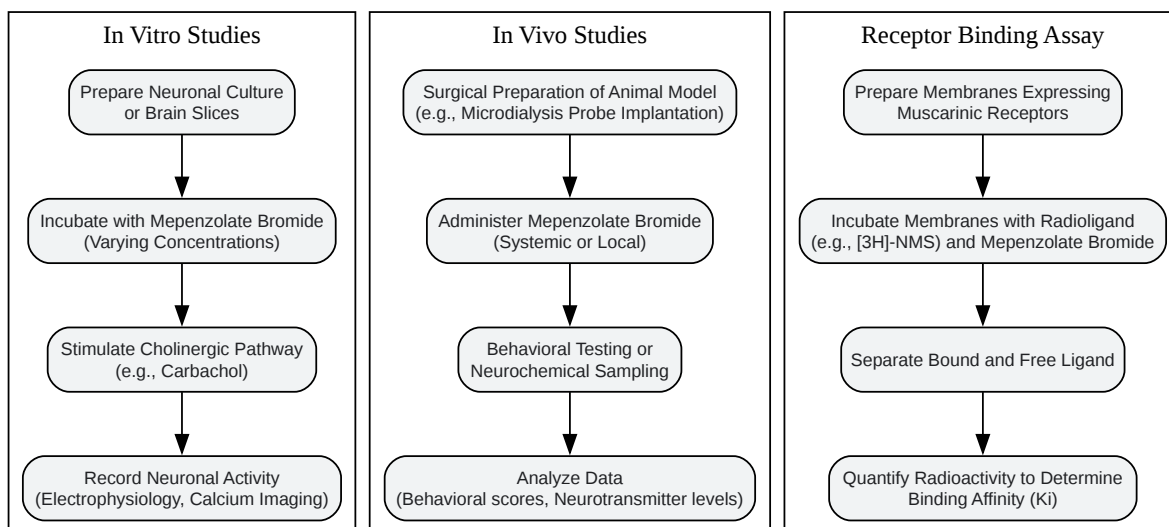 In Vitro Studies
Prepare Neuronal Culture
or Brain Slices
Incubate with Mepenzolate Bromide
(Varying Concentrations)
Stimulate Cholinergic Pathway
(e.g., Carbachol)
Record Neuronal Activity
(Electrophysiology, Calcium Imaging)
In Vivo Studies
Surgical Preparation of Animal Model
(e.g., Microdialysis Probe Implantation)
Administer Mepenzolate Bromide
(Systemic or Local)
Behavioral Testing or
Neurochemical Sampling
Analyze Data
(Behavioral scores, Neurotransmitter levels)
Receptor Binding Assay
Prepare Membranes Expressing
Muscarinic Receptors
Incubate Membranes with Radioligand
(e.g., [3H]-NMS) and Mepenzolate Bromide
Separate Bound and Free Ligand
Quantify Radioactivity to Determine
Binding Affinity (Ki)